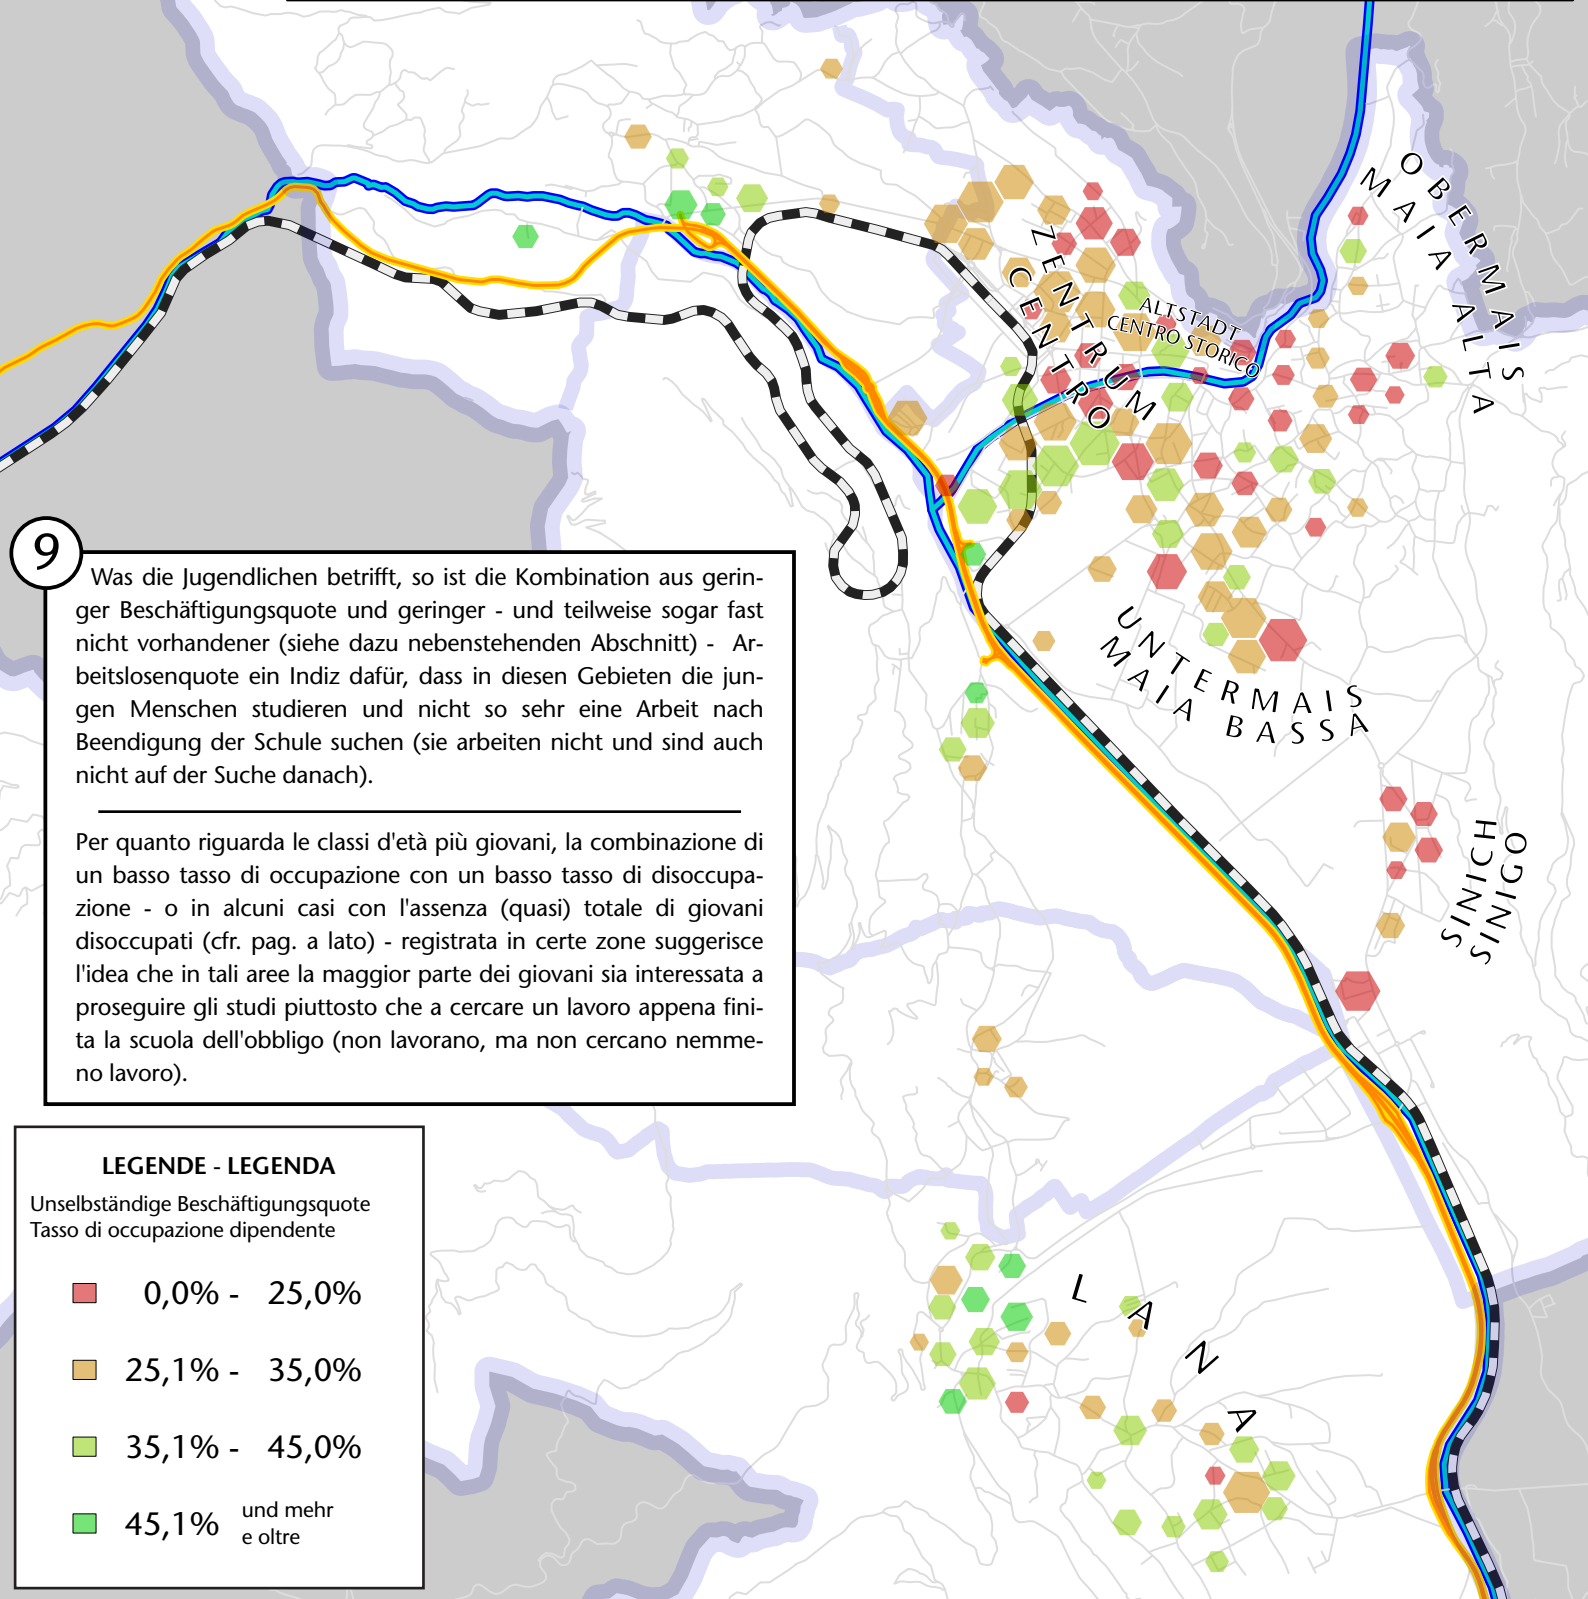 OBERMAIS
MAIA ALTA
ZENTRUM
CENTRO
ALTSTADT
CENTRO STORICO
9
Was die Jugendlichen betrifft, so ist die Kombination aus gerin-
ger Beschäftigungsquote und geringer - und teilweise sogar fast
nicht vorhandener (siehe dazu nebenstehenden Abschnitt) - Ar-
beitslosenquote ein Indiz dafür, dass in diesen Gebieten die jun-
gen Menschen studieren und nicht so sehr eine Arbeit nach
Beendigung der Schule suchen (sie arbeiten nicht und sind auch
nicht auf der Suche danach).
Per quanto riguarda le classi d'età più giovani, la combinazione di
un basso tasso di occupazione con un basso tasso di disoccupa-
zione - o in alcuni casi con l'assenza (quasi) totale di giovani
disoccupati (cfr. pag. a lato) - registrata in certe zone suggerisce
l'idea che in tali aree la maggior parte dei giovani sia interessata a
proseguire gli studi piuttosto che a cercare un lavoro appena fini-
ta la scuola dell'obbligo (non lavorano, ma non cercano nemme-
no lavoro).
UNTERMAIS
MAIA BASSA
SINICH
SINIGO
LANA
LEGENDE - LEGENDA
Unselbständige Beschäftigungsquote
Tasso di occupazione dipendente
0,0% - 25,0%
25,1% - 35,0%
35,1% - 45,0%
45,1% und mehr
e oltre